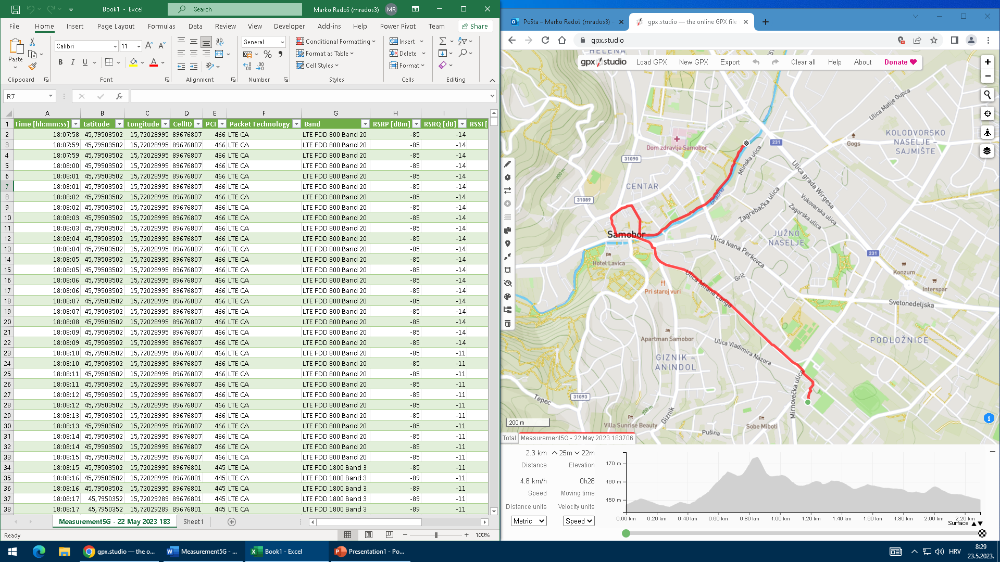 Book1 - Excel
Search
Marko Radoš (mrados3)
MR
File Home Insert Page Layout Formulas Data Review View Developer Add-ins Help Power Pivot Team Share
Paste
Calibri 11
General
Conditional Formatting
Format as Table
Cell Styles
Insert
Delete
Format
Clipboard Font Alignment Number Styles Cells Editing
R7
A B C D E F G H I
1 Time [hh:mm:ss] Latitude Longitude CellID PCI Packet Technology Band RSRP [dBm] RSRQ [dB] RSSI [
2 18:07:58 45,79503502 15,72028995 89676807 466 LTE CA LTE FDD 800 Band 20 -85 -14
3 18:07:59 45,79503502 15,72028995 89676807 466 LTE CA LTE FDD 800 Band 20 -85 -14
4 18:07:59 45,79503502 15,72028995 89676807 466 LTE CA LTE FDD 800 Band 20 -85 -14
5 18:08:00 45,79503502 15,72028995 89676807 466 LTE CA LTE FDD 800 Band 20 -85 -14
6 18:08:01 45,79503502 15,72028995 89676807 466 LTE CA LTE FDD 800 Band 20 -85 -14
7 18:08:01 45,79503502 15,72028995 89676807 466 LTE CA LTE FDD 800 Band 20 -85 -14
8 18:08:02 45,79503502 15,72028995 89676807 466 LTE CA LTE FDD 800 Band 20 -85 -14
9 18:08:02 45,79503502 15,72028995 89676807 466 LTE CA LTE FDD 800 Band 20 -85 -14
10 18:08:03 45,79503502 15,72028995 89676807 466 LTE CA LTE FDD 800 Band 20 -85 -14
11 18:08:03 45,79503502 15,72028995 89676807 466 LTE CA LTE FDD 800 Band 20 -85 -14
12 18:08:04 45,79503502 15,72028995 89676807 466 LTE CA LTE FDD 800 Band 20 -85 -14
13 18:08:04 45,79503502 15,72028995 89676807 466 LTE CA LTE FDD 800 Band 20 -85 -14
14 18:08:05 45,79503502 15,72028995 89676807 466 LTE CA LTE FDD 800 Band 20 -85 -14
15 18:08:05 45,79503502 15,72028995 89676807 466 LTE CA LTE FDD 800 Band 20 -85 -14
16 18:08:06 45,79503502 15,72028995 89676807 466 LTE CA LTE FDD 800 Band 20 -85 -14
17 18:08:06 45,79503502 15,72028995 89676807 466 LTE CA LTE FDD 800 Band 20 -85 -14
18 18:08:07 45,79503502 15,72028995 89676807 466 LTE CA LTE FDD 800 Band 20 -85 -14
19 18:08:07 45,79503502 15,72028995 89676807 466 LTE CA LTE FDD 800 Band 20 -85 -14
20 18:08:08 45,79503502 15,72028995 89676807 466 LTE CA LTE FDD 800 Band 20 -85 -14
21 18:08:09 45,79503502 15,72028995 89676807 466 LTE CA LTE FDD 800 Band 20 -85 -14
22 18:08:09 45,79503502 15,72028995 89676807 466 LTE CA LTE FDD 800 Band 20 -85 -14
23 18:08:10 45,79503502 15,72028995 89676807 466 LTE CA LTE FDD 800 Band 20 -85 -11
24 18:08:10 45,79503502 15,72028995 89676807 466 LTE CA LTE FDD 800 Band 20 -85 -11
25 18:08:11 45,79503502 15,72028995 89676807 466 LTE CA LTE FDD 800 Band 20 -85 -11
26 18:08:11 45,79503502 15,72028995 89676807 466 LTE CA LTE FDD 800 Band 20 -85 -11
27 18:08:12 45,79503502 15,72028995 89676807 466 LTE CA LTE FDD 800 Band 20 -85 -11
28 18:08:12 45,79503502 15,72028995 89676807 466 LTE CA LTE FDD 800 Band 20 -85 -11
29 18:08:13 45,79503502 15,72028995 89676807 466 LTE CA LTE FDD 800 Band 20 -85 -11
30 18:08:13 45,79503502 15,72028995 89676807 466 LTE CA LTE FDD 800 Band 20 -85 -11
31 18:08:14 45,79503502 15,72028995 89676807 466 LTE CA LTE FDD 800 Band 20 -85 -11
32 18:08:14 45,79503502 15,72028995 89676807 466 LTE CA LTE FDD 800 Band 20 -85 -11
33 18:08:15 45,79503502 15,72028995 89676807 466 LTE CA LTE FDD 800 Band 20 -85 -11
34 18:08:15 45,79503502 15,72028995 89676801 445 LTE CA LTE FDD 1800 Band 3 -85 -11
35 18:08:16 45,79503502 15,72028995 89676801 445 LTE CA LTE FDD 1800 Band 3 -89 -11
36 18:08:16 45,79503502 15,72028995 89676801 445 LTE CA LTE FDD 1800 Band 3 -89 -11
37 18:08:17 45,7950352 15,72029289 89676801 445 LTE CA LTE FDD 1800 Band 3 -89 -11
38 18:08:17 45,7950352 15,72029289 89676801 445 LTE CA LTE FDD 1800 Band 3 -89 -11
Measurement5G - 22 May 2023 183 Sheet1
Ready
100%
Pošta – Marko Radoš (mrados3) -
gpx.studio — the online GPX file
gpx.studio
HELENA
gpx studio Load GPX New GPX Export Clear all Help About Donate
Ulica Matije Gupca
KOLODVORSKO
NASELJE –
SAJMIŠTE
Gogs
231
Dom zdravlja Samobor
31090
Mlinska ulica
Ulica grada Wirgesa
CENTAR
31089
200 m
Gradna
Vukovarska ulica
Zagrebačka ulica
Zagorska ulica
Samobor
JUŽNO
NASELJE
Ulica Ivana Perkovca
231
Hotel Lavica
Konzum
Ulica Milana Langa
Grič
Interspar
Pri staroj vuri
Svetonedeljska
Apartman Samobor
Ulica Vladimira Nazora
PODLOŽNICE
GIZNIK –
ANINDOL
Mirnovečka ulica
31093
Tepec
200 m
Giznik
Villa Sunrise Beauty
Sobe Miboti
Pušina
200 m
Total Measurement5G - 22 May 2023 183706
2.3 km 25m 22m
Distance Elevation
4.8 km/h 0h28
Speed Moving time
Distance units Velocity units
Metric Speed
170 m
160 m
150 m
0.00 km 0.20 km 0.40 km 0.60 km 0.80 km 1.00 km 1.20 km 1.40 km 1.60 km 1.80 km 2.00 km 2.20 km
Surface
gpx.studio — the o...
Measurement5G - ...
Book1 - Excel
Presentation1 - Po...
HRV
8:29
23.5.2023.